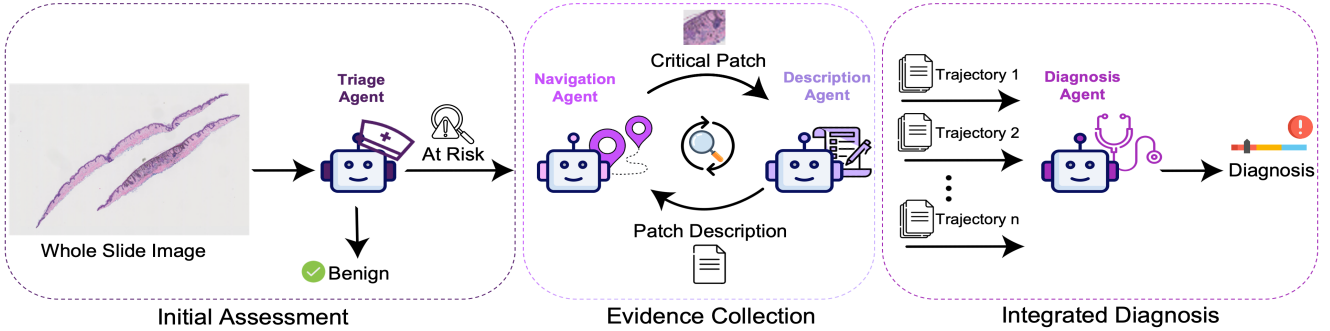 Triage
Agent
At Risk
Whole Slide Image
Benign
Initial Assessment
Critical Patch
Navigation
Agent
Description
Agent
Patch Description
Evidence Collection
Trajectory 1
Trajectory 2
Trajectory n
Diagnosis
Agent
Diagnosis
Integrated Diagnosis